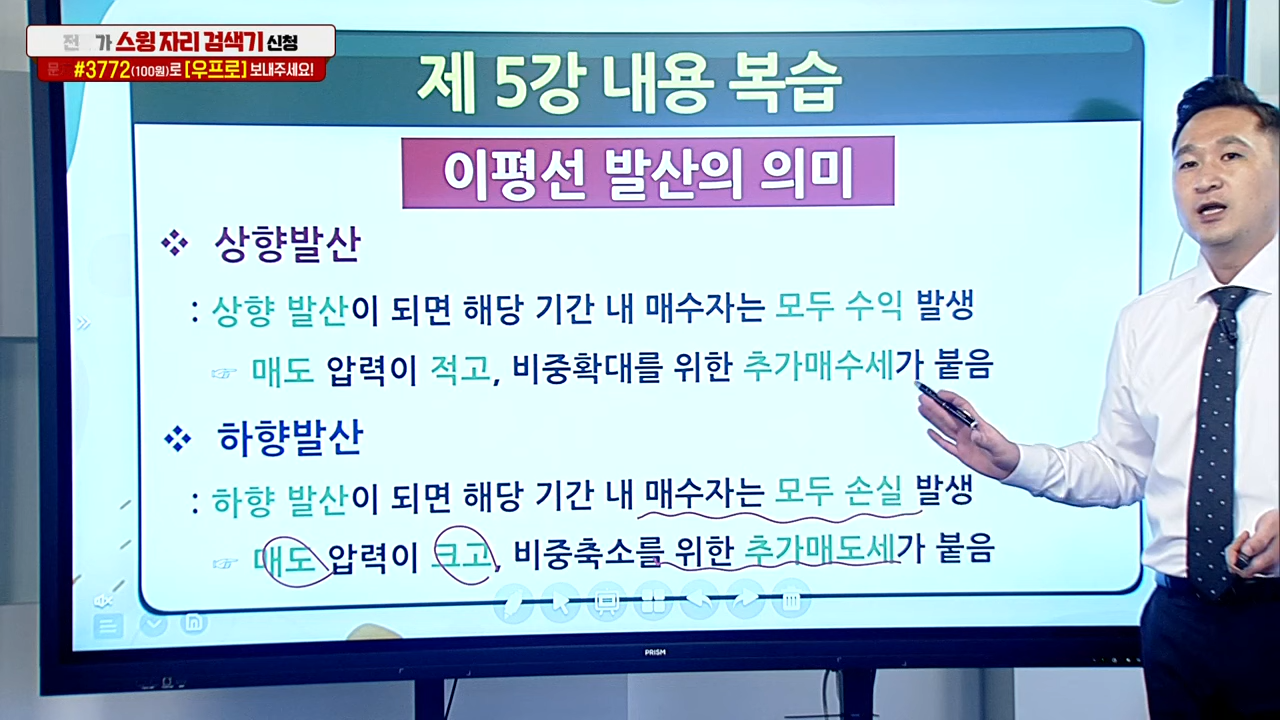 가 스윙 자리 검색기 신청
#3772(100원)로 [우프로] 보내주세요!
제 5강 내용 복습
이평선 발산의 의미
❖ 상향발산
: 상향 발산이 되면 해당 기간 내 매수자는 모두 수익 발생
☞ 매도 압력이 적고, 비중확대를 위한 추가매수세가 붙음
❖ 하향발산
: 하향 발산이 되면 해당 기간 내 매수자는 모두 손실 발생
☞ 매도 압력이 크고, 비중축소를 위한 추가매도세가 붙음
PRISM